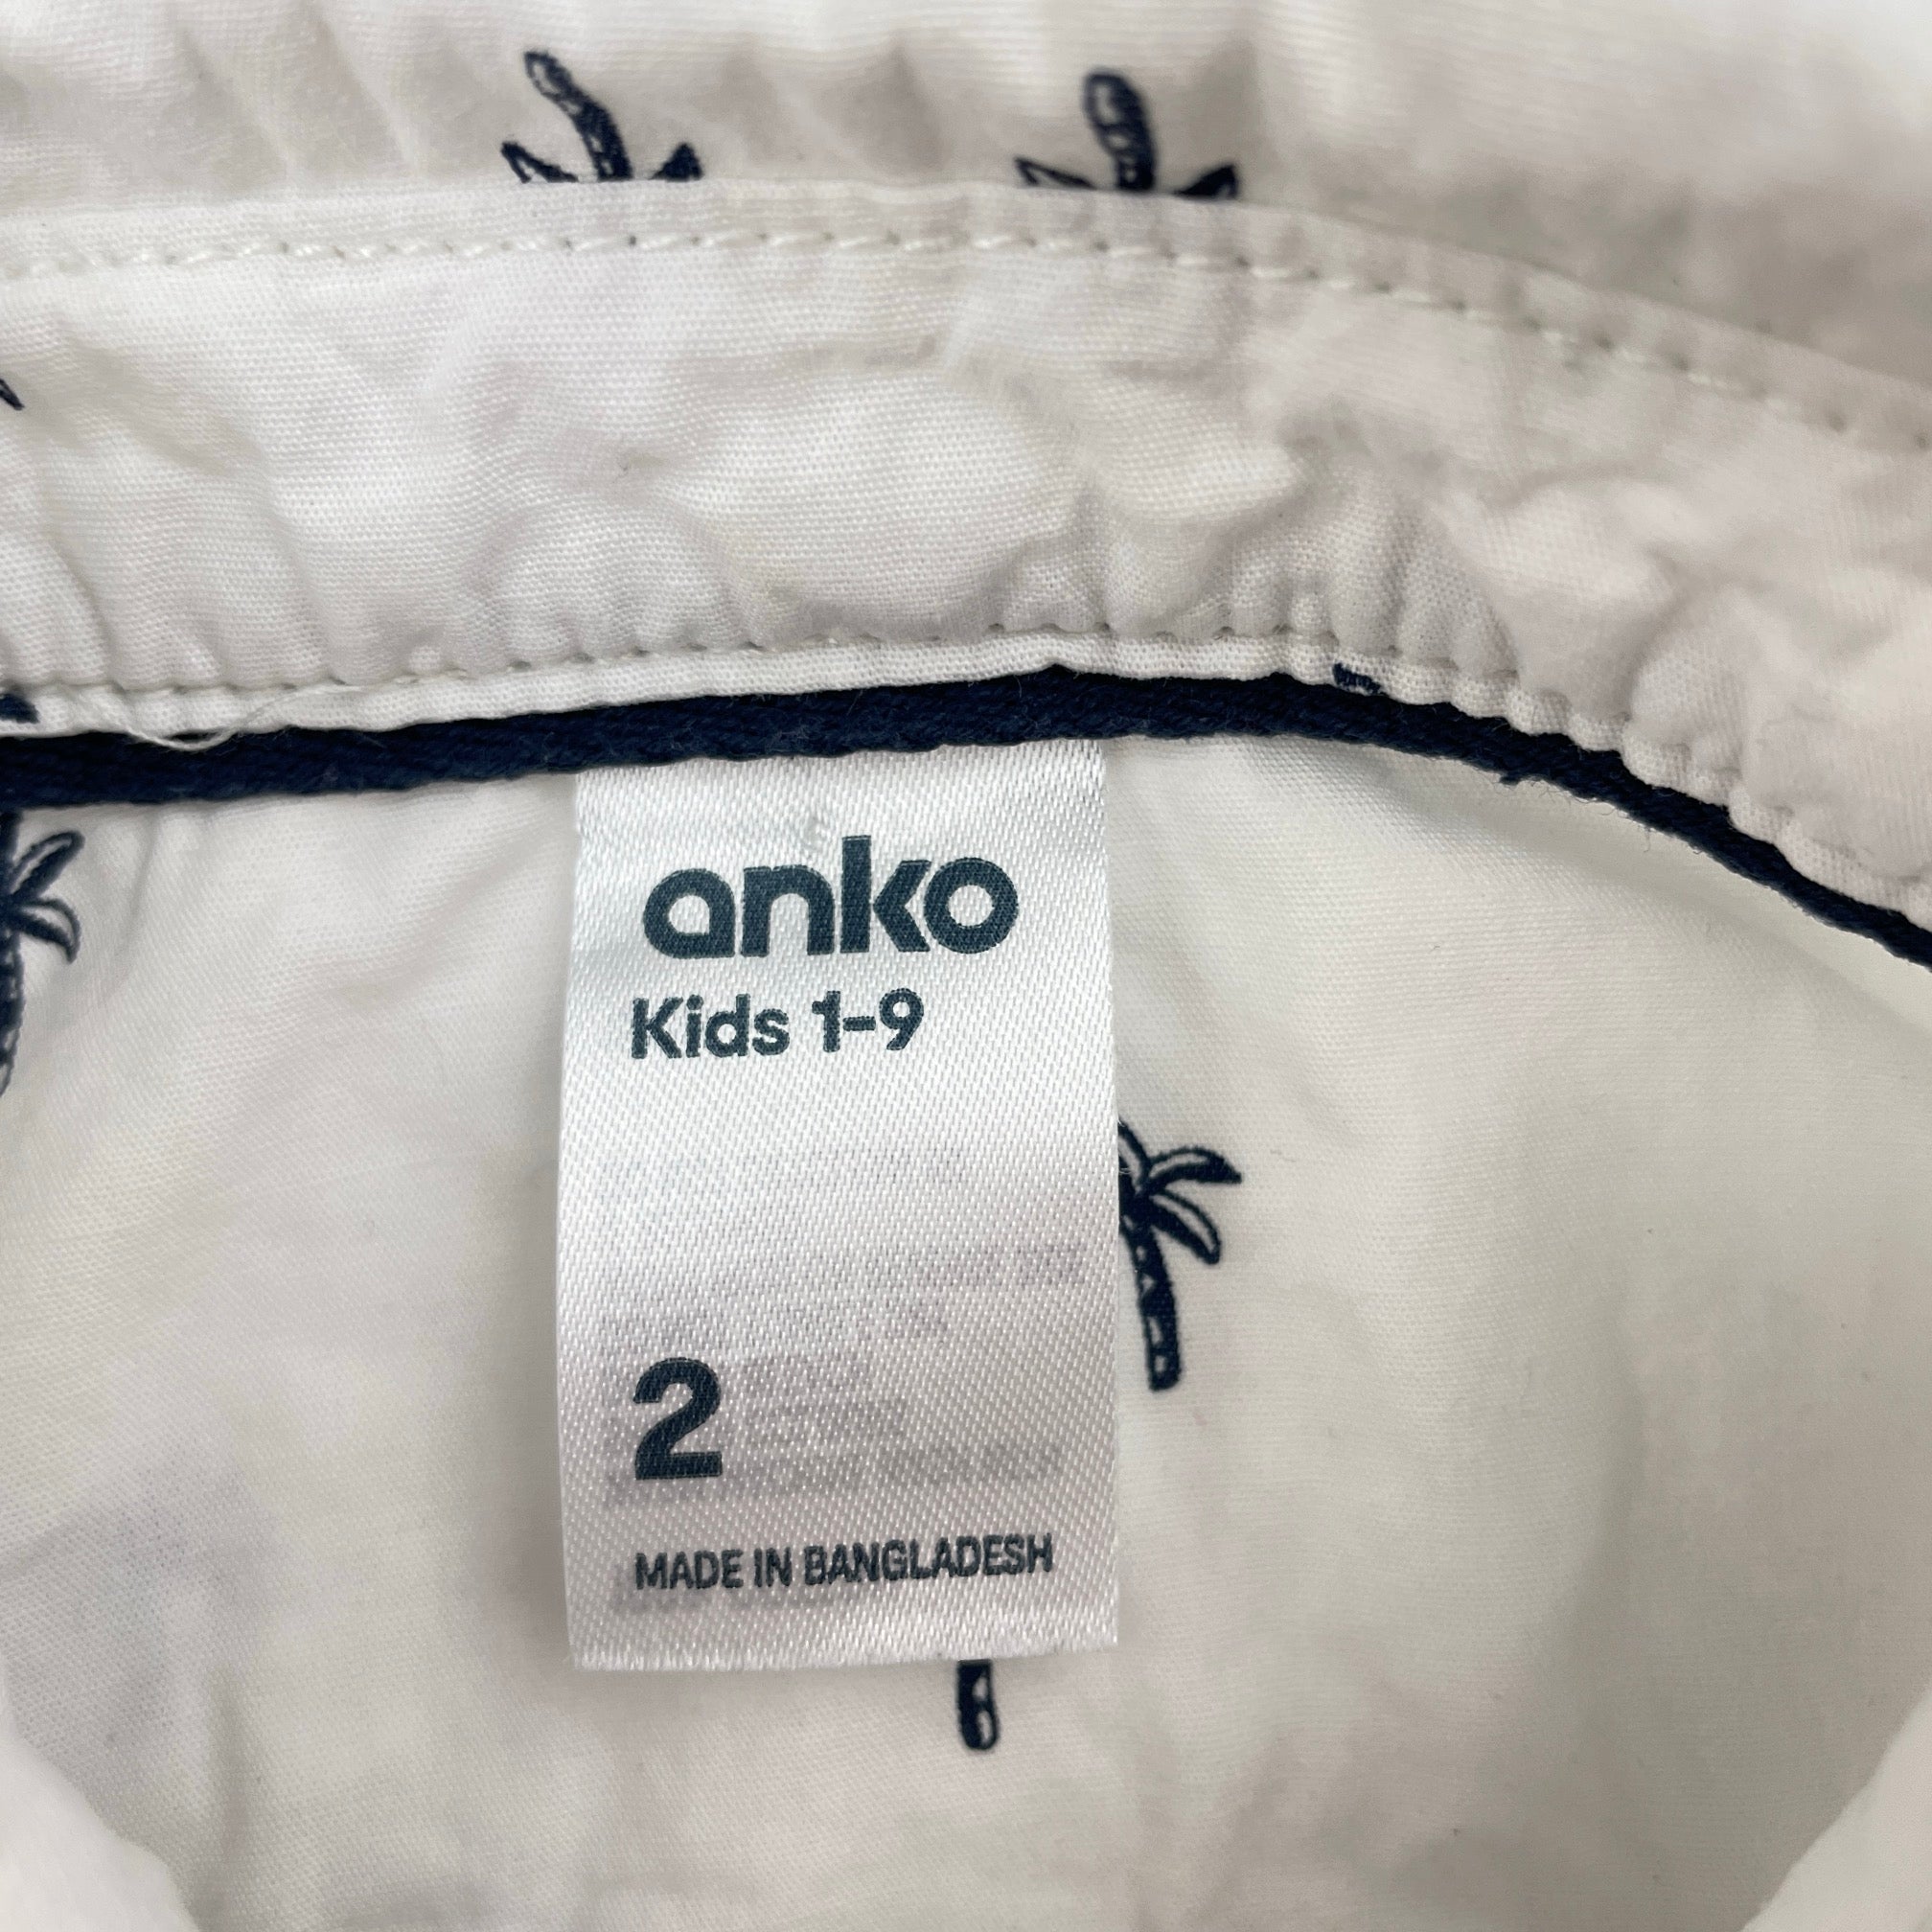 anko
Kids 1-9
2
MADE IN BANGLADESH